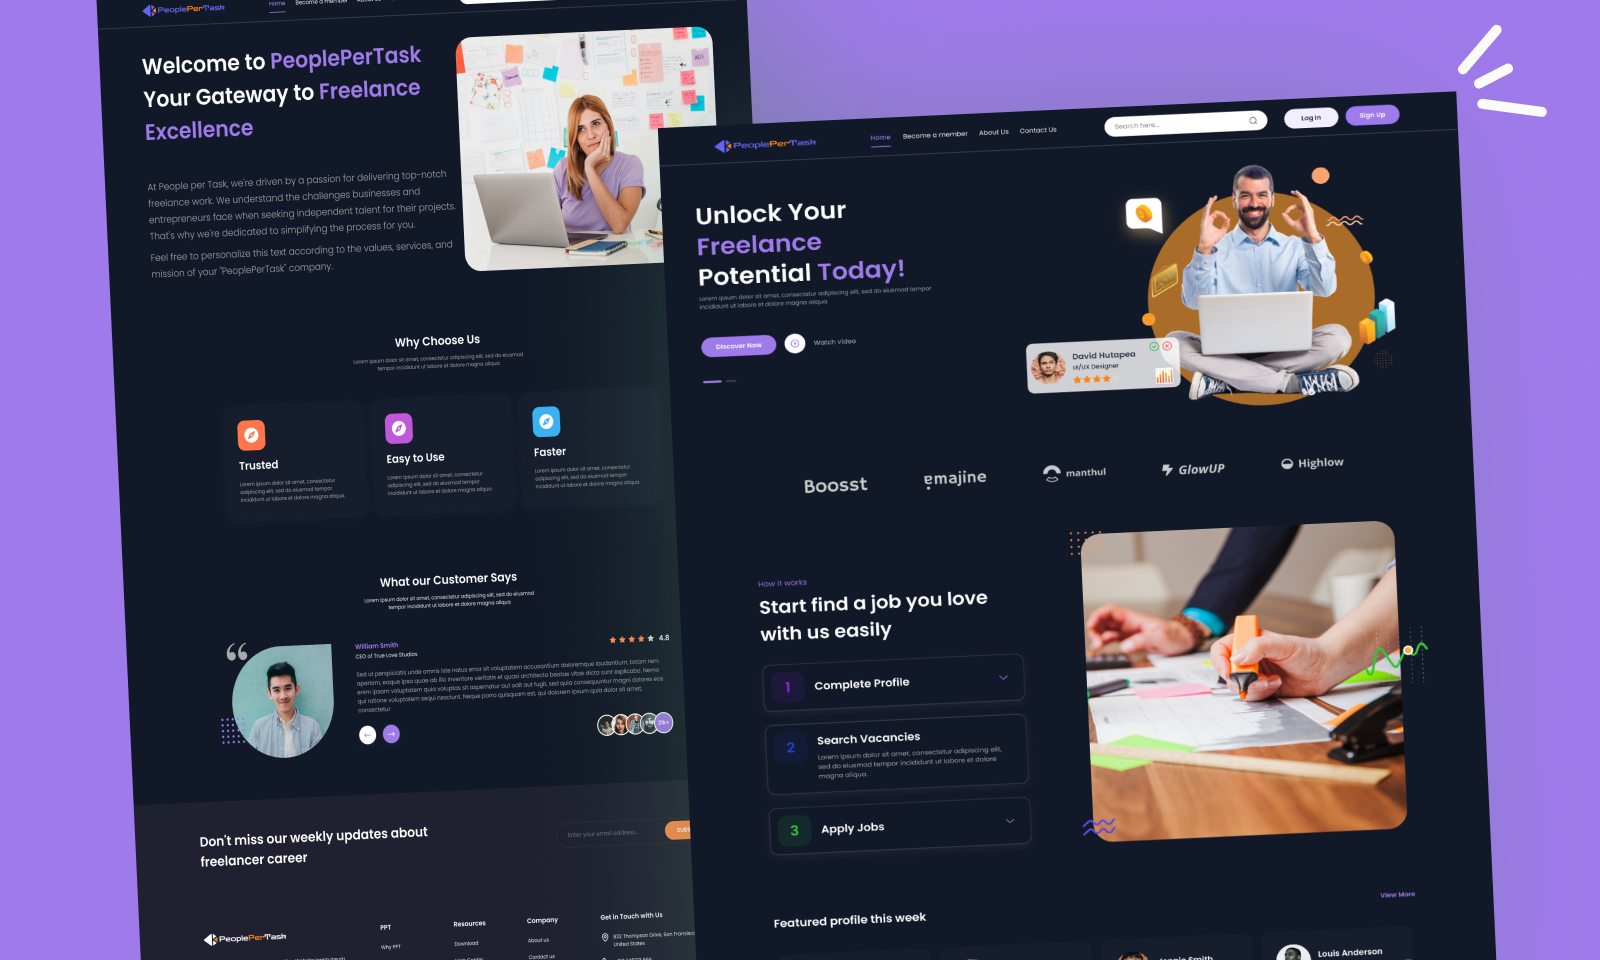 PeoplePerTask
Home
Become a member
Welcome to PeoplePerTask
Your Gateway to Freelance
Excellence
At People per Task, we're driven by a passion for delivering top-notch
freelance work. We understand the challenges businesses and
entrepreneurs face when seeking independent talent for their projects.
That's why we're dedicated to simplifying the process for you.
Feel free to personalize this text according to the values, services, and
mission of your "PeoplePerTask" company.
ADS
Why Choose Us
Lorem ipsum dolor sit amet, consectetur adipiscing elit, sed do eiusmod
tempor incididunt ut labore et dolore magna aliqua.
Trusted
Lorem ipsum dolor sit amet, consectetur
adipiscing elit, sed do eiusmod tempor
incididunt ut labore et dolore magna aliqua.
Easy to Use
Lorem ipsum dolor sit amet, consectetur
adipiscing elit, sed do eiusmod tempor
incididunt ut labore et dolore magna aliqua.
Faster
Lorem ipsum dolor sit amet, consectetur
adipiscing elit, sed do eiusmod tempor
incididunt ut labore et dolore magna aliqua.
What our Customer Says
Lorem ipsum dolor sit amet, consectetur adipiscing elit, sed do eiusmod
tempor incididunt ut labore et dolore magna aliqua
William Smith
CEO of True Love Studios
4.8
Sed ut perspiciatis unde omnis iste natus error sit voluptatem accusantium doloremque laudantium, totam rem
aperiam, eaque ipsa quae ab illo inventore veritatis et quasi architecto beatae vitae dicta sunt explicabo. Nemo
enim ipsam voluptatem quia voluptas sit aspernatur aut odit aut fugit, sed quia consequuntur magni dolores eos
qui ratione voluptatem sequi nesciunt. Neque porro quisquam est, qui dolorem ipsum quia dolor sit amet,
consectetur
Don't miss our weekly updates about
freelancer career
Enter your email address...
PeoplePerTask
PPT
Why PPT
Resources
Download
Company
About us
Contact us
Get in Touch with Us
832 Thompson Drive, San Francisco
United States
PeoplePerTask
Home
Become a member
About Us
Contact Us
Search here...
Log In
Sign Up
Unlock Your
Freelance
Potential Today!
Lorem ipsum dolor sit amet, consectetur adipiscing elit, sed do eiusmod tempor
incididunt ut labore et dolore magna aliqua.
Discover Now
Watch video
David Hutapea
UI/UX Designer
Boosst
amajine
manthul
GlowUP
Highlow
How it works
Start find a job you love
with us easily
1
Complete Profile
2
Search Vacancies
Lorem ipsum dolor sit amet, consectetur adipiscing elit,
sed do eiusmod tempor incididunt ut labore et dolore
magna aliqua.
3
Apply Jobs
View More
Featured profile this week
Louis Anderson